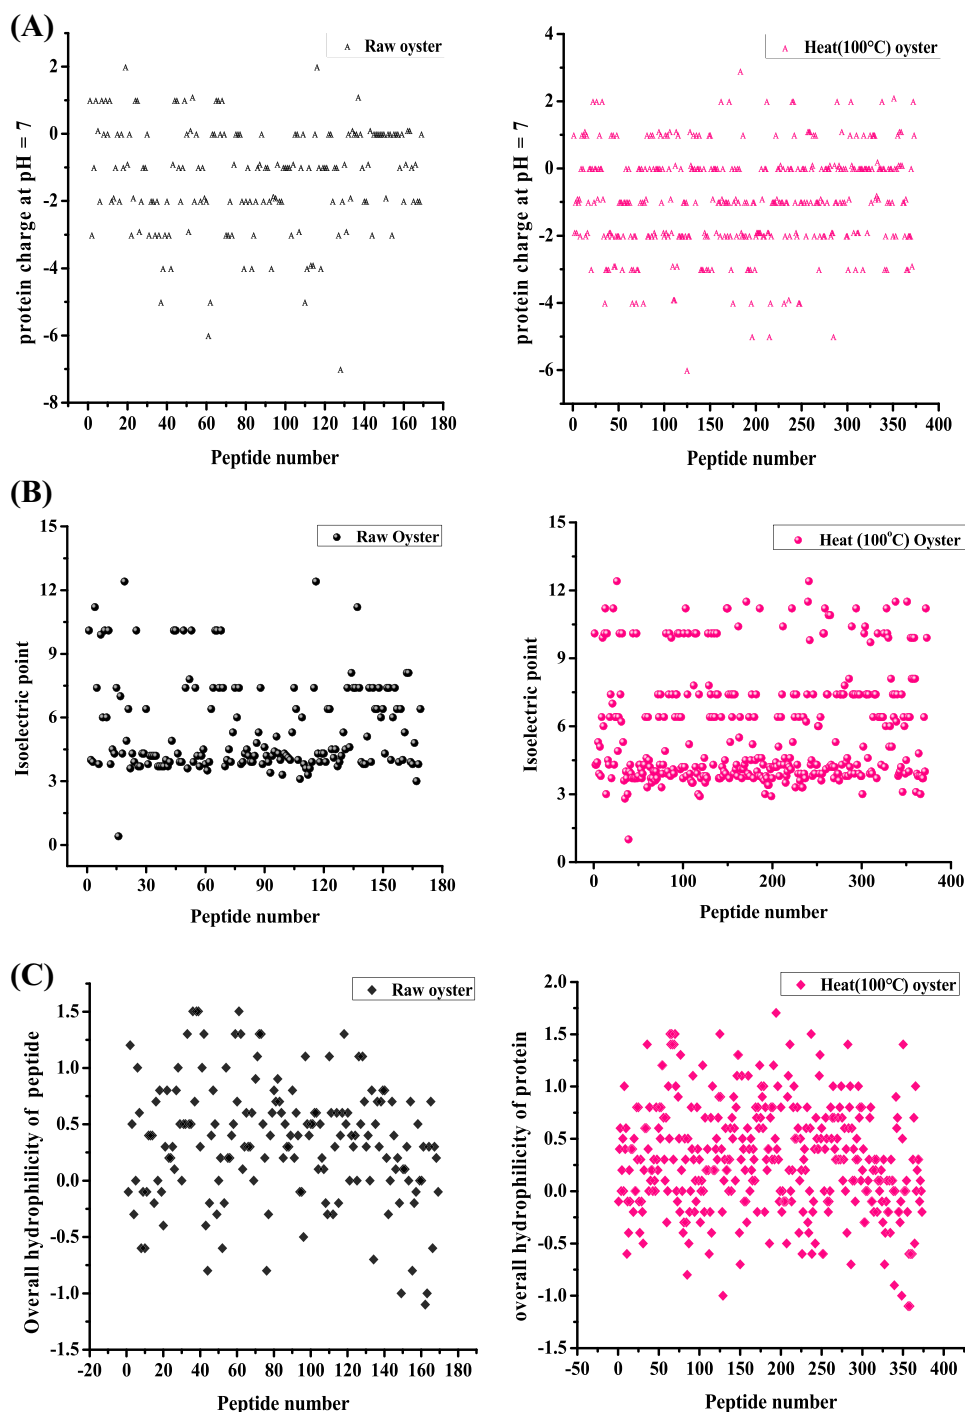 (A)
Raw oyster
protein charge at pH = 7
2
0
-2
-4
-6
-8
0 20 40 60 80 100 120 140 160 180
Peptide number
Heat(100°C) oyster
protein charge at pH = 7
4
2
0
-2
-4
-6
0 50 100 150 200 250 300 350 400
Peptide number
(B)
Raw Oyster
Isoelectric point
15
12
9
6
3
0
0 30 60 90 120 150 180
Peptide number
Heat (100°C) Oyster
Isoelectric point
15
12
9
6
3
0
0 100 200 300 400
Peptide number
(C)
Raw oyster
Overall hydrophilicity of peptide
1.5
1.0
0.5
0.0
-0.5
-1.0
-1.5
-20 0 20 40 60 80 100 120 140 160 180
Peptide number
Heat(100°C) oyster
overall hydrophilicity of protein
2.0
1.5
1.0
0.5
0.0
-0.5
-1.0
-1.5
-50 0 50 100 150 200 250 300 350 400
Peptide number